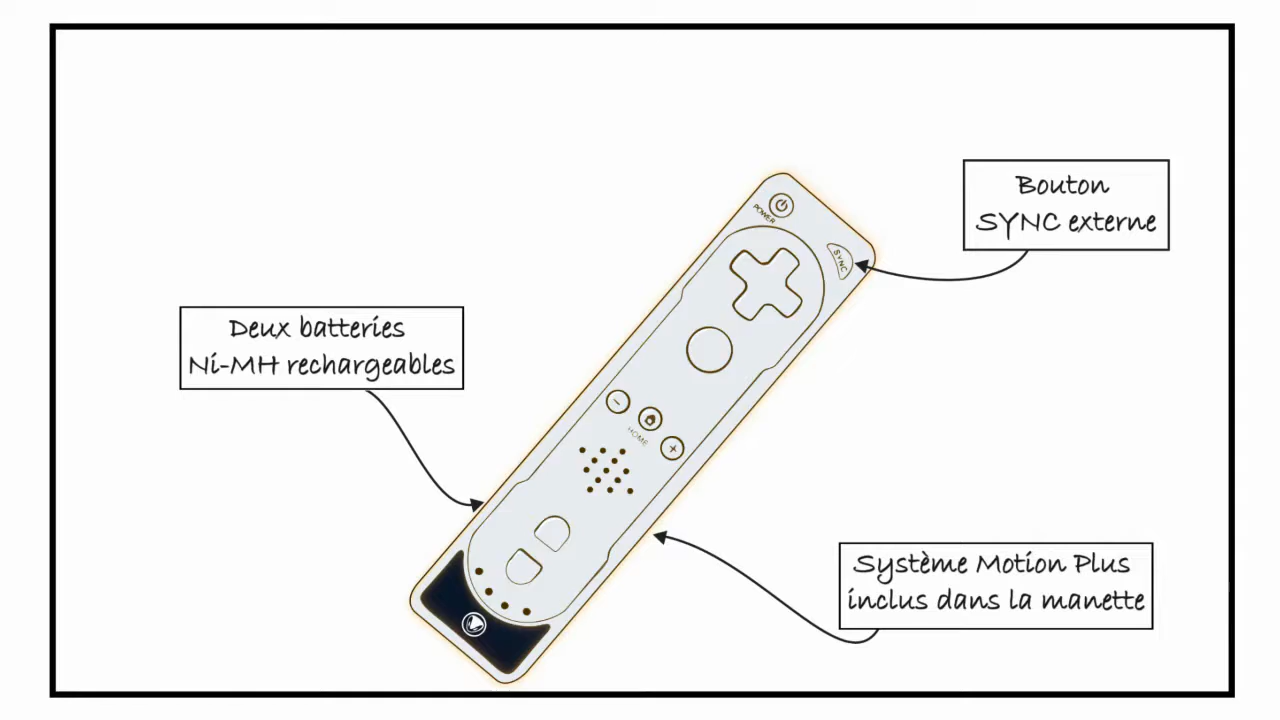 POWER
SYNC
Bouton
SYNC externe
Deux batteries
Ni-MH rechargeables
HOME
Système Motion Plus
inclus dans la manette